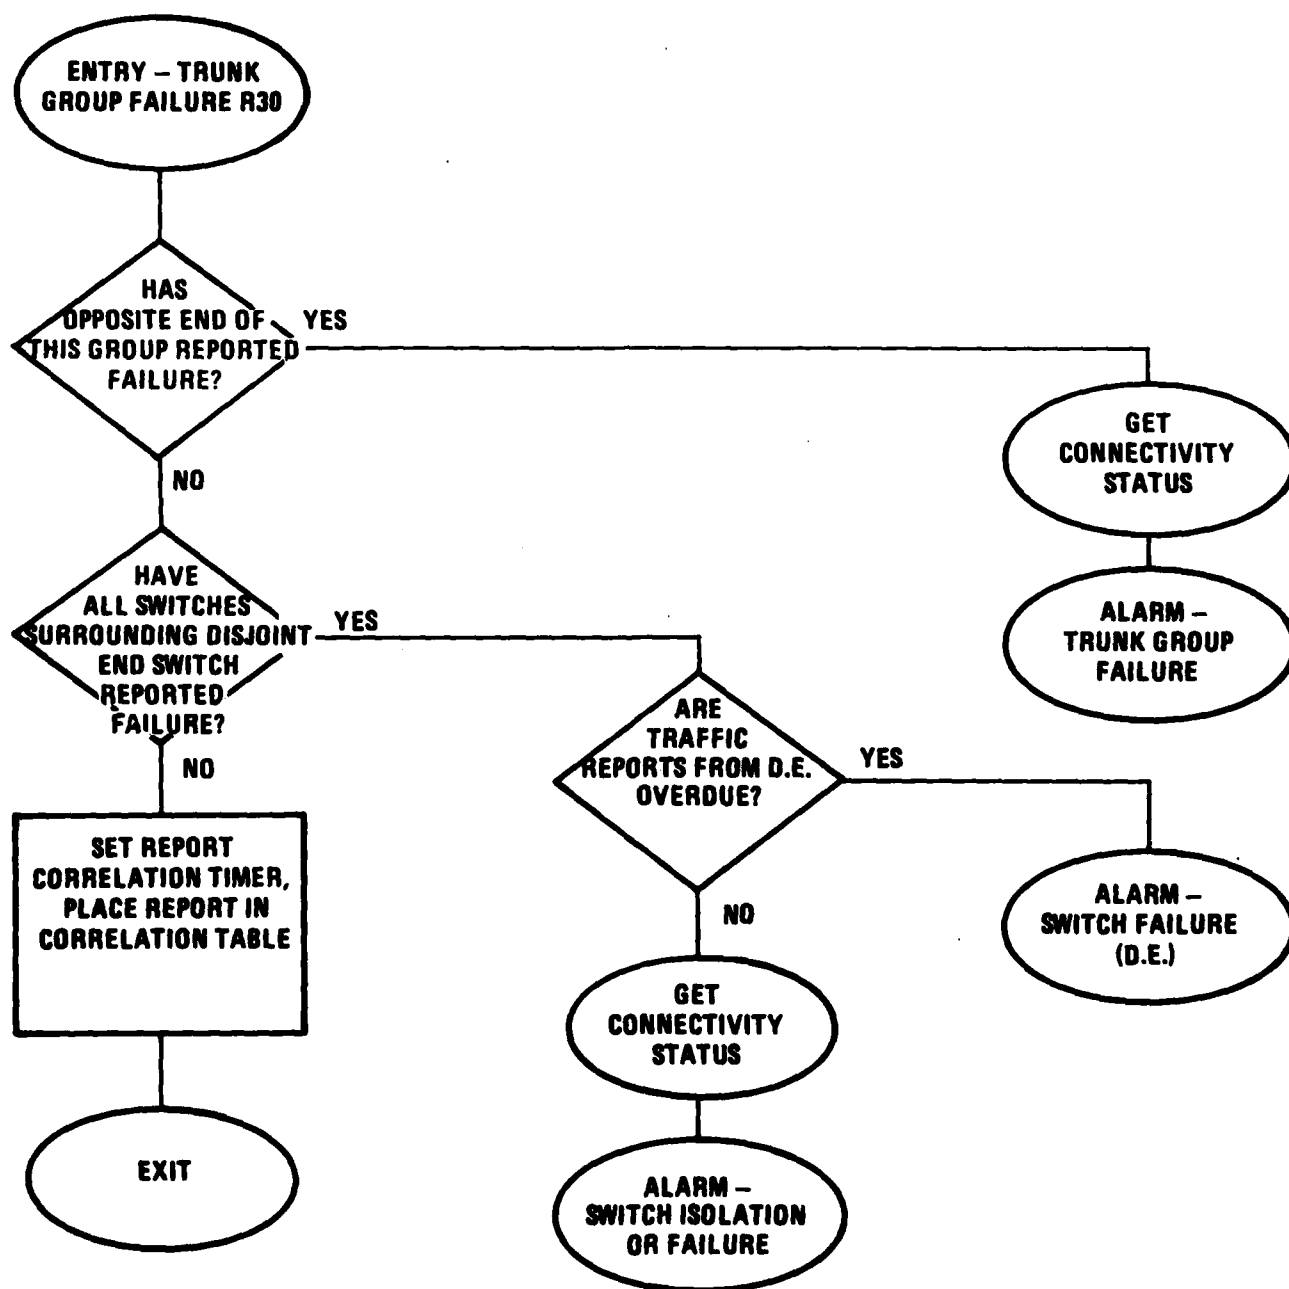 ENTRY – TRUNK
GROUP FAILURE R30
HAS
OPPOSITE END OF
THIS GROUP REPORTED
FAILURE?
YES
NO
GET
CONNECTIVITY
STATUS
ALARM –
TRUNK GROUP
FAILURE
HAVE
ALL SWITCHES
SURROUNDING DISJOINT
END SWITCH
REPORTED
FAILURE?
YES
NO
ARE
TRAFFIC
REPORTS FROM D.E.
OVERDUE?
YES
NO
ALARM –
SWITCH FAILURE
(D.E.)
SET REPORT
CORRELATION TIMER,
PLACE REPORT IN
CORRELATION TABLE
GET
CONNECTIVITY
STATUS
EXIT
ALARM –
SWITCH ISOLATION
OR FAILURE